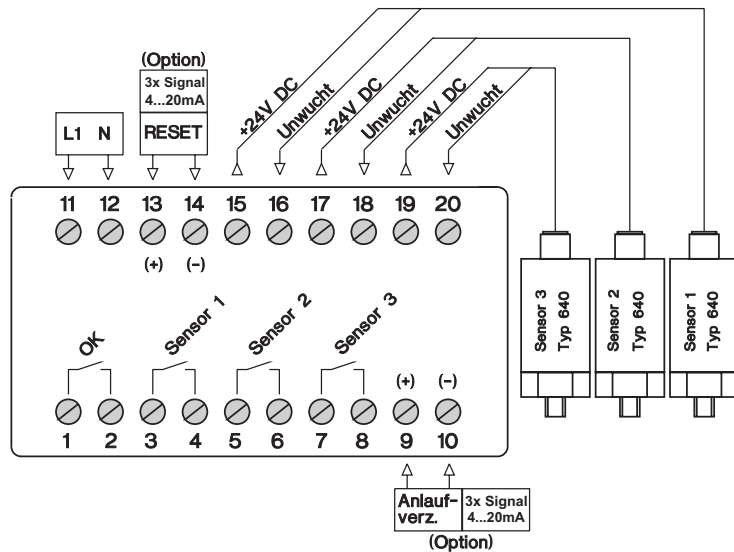 (Option)
3x Signal
4...20mA
L1 N
RESET
+24V DC
Unwucht
+24V DC
Unwucht
+24V DC
Unwucht
11 12 13 14 15 16 17 18 19 20
(+) (-)
OK
Sensor 1
Sensor 2
Sensor 3
(+) (-)
1 2 3 4 5 6 7 8 9 10
Anlauf-
verz.
3x Signal
4...20mA
(Option)
Sensor 3
Typ 640
Sensor 2
Typ 640
Sensor 1
Typ 640